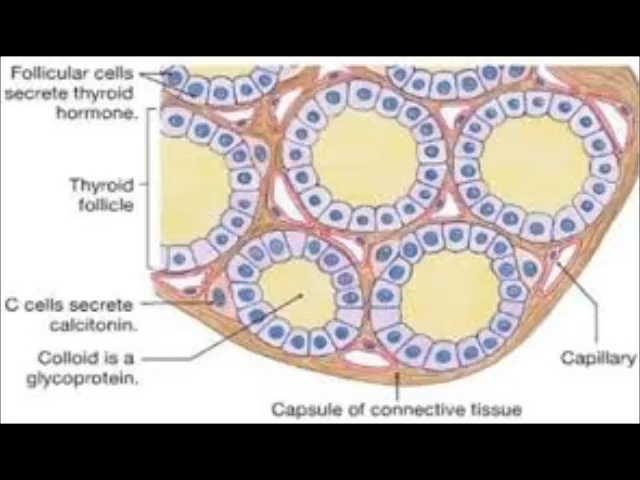 Follicular cells
secrete thyroid
hormone.
Thyroid
follicle
C cells secrete
calcitonin.
Colloid is a
glycoprotein.
Capillary
Capsule of connective tissue